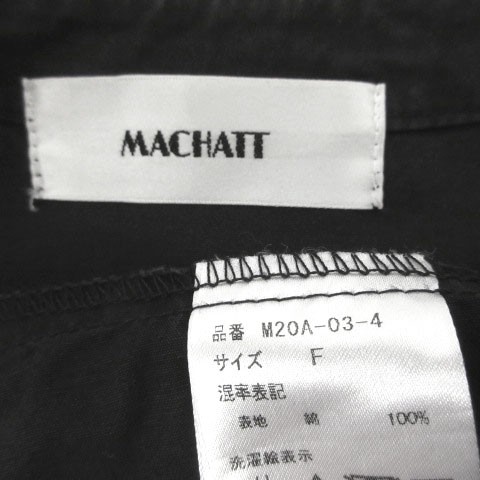 MACHATT
品番 M20A-03-4
サイズ F
混率表記
表地 綿 100%
洗濯絵表示